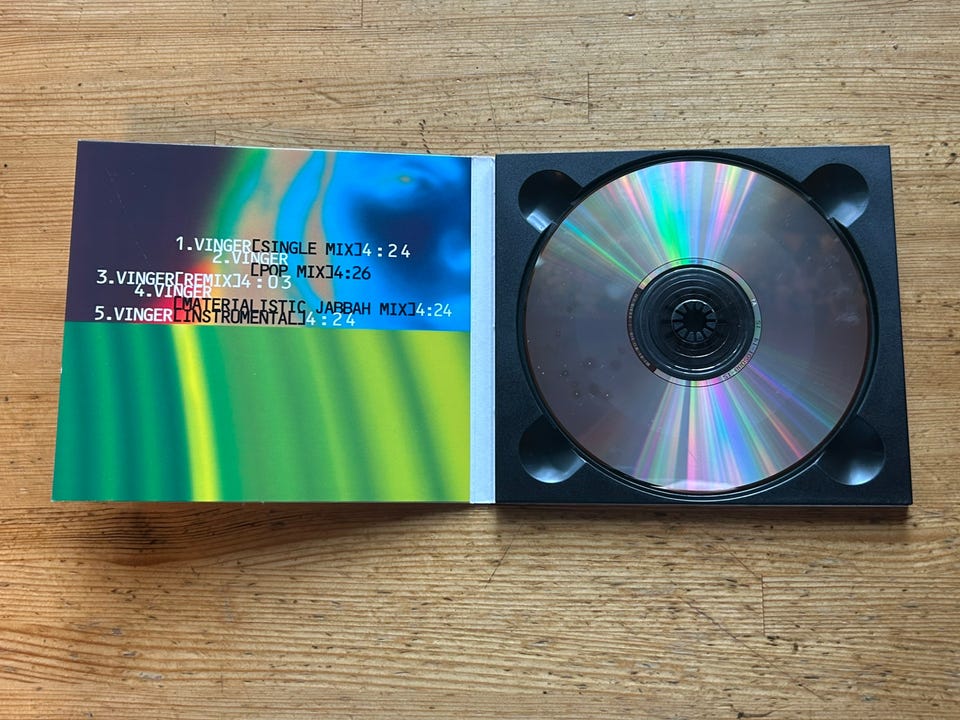 1.VINGER[SINGLE MIX]4:24
2.VINGER
[POP MIX]4:26
3.VINGER[REMIX]4:03
4.VINGER
[MATERIALISTIC JABBAH MIX]4:24
5.VINGER[INSTROMENTAL]4:24